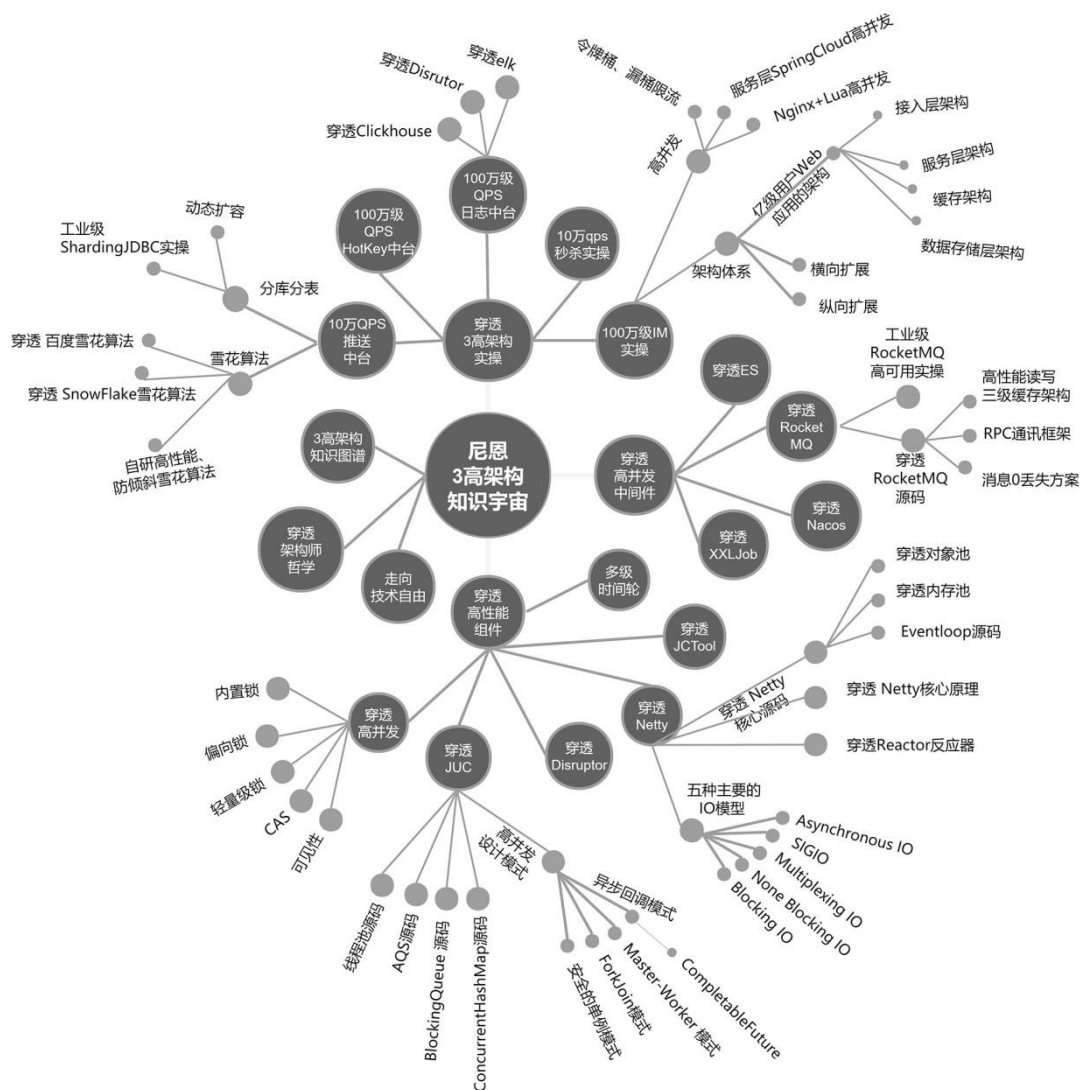 尼恩
3高架构
知识宇宙
穿透
3高架构
实操
100万级
QPS
日志中台
穿透Clickhouse
穿透Disrutor
穿透elk
100万级
QPS
HotKey中台
10万qps
秒杀实操
10万QPS
推送
中台
分库分表
工业级
ShardingJDBC实操
动态扩容
雪花算法
穿透 百度雪花算法
穿透 SnowFlake雪花算法
自研高性能、
防倾斜雪花算法
100万级IM
实操
高并发
令牌桶、漏桶限流
服务层SpringCloud高并发
Nginx+Lua高并发
架构体系
亿级用户Web
应用的架构
接入层架构
服务层架构
缓存架构
数据存储层架构
横向扩展
纵向扩展
穿透
高并发
中间件
穿透ES
穿透
Rocket
MQ
工业级
RocketMQ
高可用实操
穿透
RocketMQ
源码
高性能读写
三级缓存架构
RPC通讯框架
消息0丢失方案
穿透
Nacos
穿透
XXLJob
3高架构
知识图谱
穿透
架构师
哲学
走向
技术自由
穿透
高性能
组件
多级
时间轮
穿透
JCTool
穿透
Netty
穿透 Netty
核心源码
穿透对象池
穿透内存池
Eventloop源码
穿透 Netty核心原理
穿透Reactor反应器
五种主要的
IO模型
Asynchronous IO
SIGIO
Multiplexing IO
None Blocking IO
Blocking IO
穿透
Disruptor
穿透
JUC
线程池源码
AQS源码
BlockingQueue 源码
ConcurrentHashMap源码
高并发
设计模式
异步回调模式
CompletableFuture
Master-Worker 模式
ForkJoin模式
安全的单例模式
穿透
高并发
内置锁
偏向锁
轻量级锁
CAS
可见性